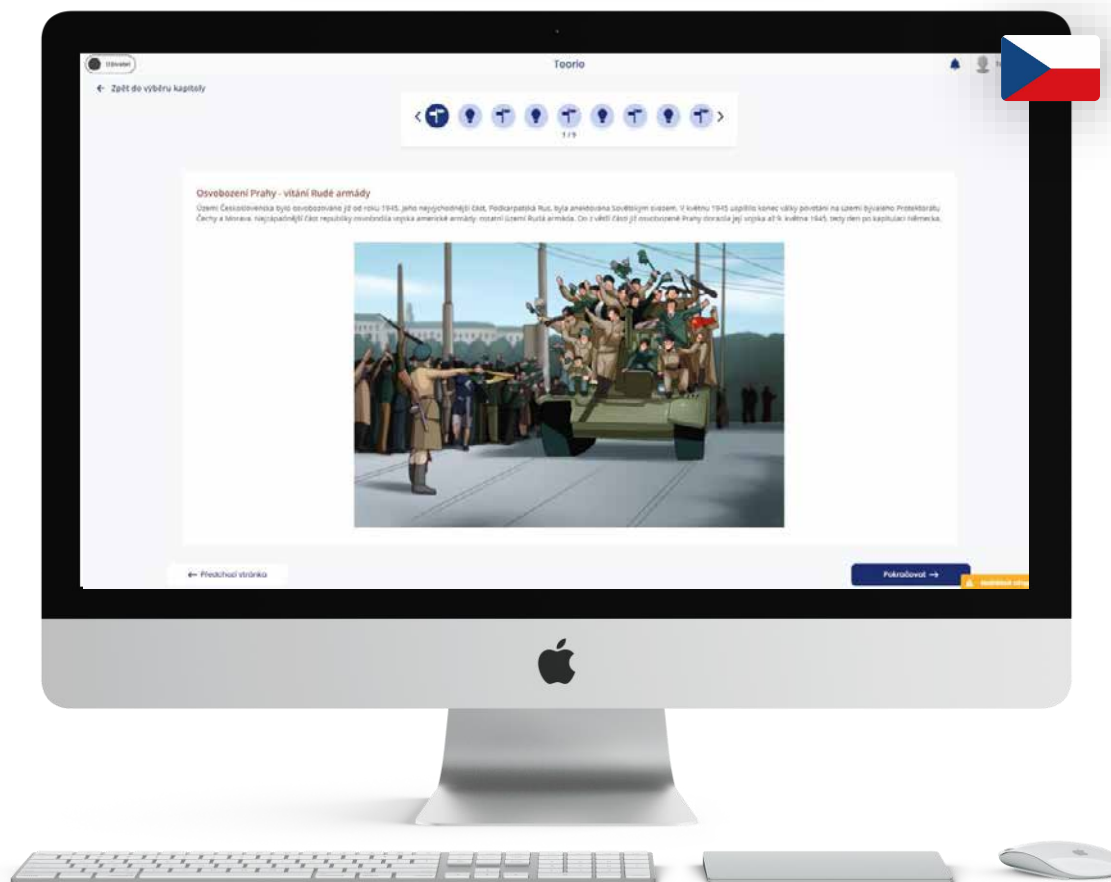 Uživatel
Teorie
← Zpět do výběru kapitoly
1 / 9
Osvobození Prahy - vítání Rudé armády
Území Československa bylo osvobozováno již od roku 1945. Jeho nejvýchodnější část, Podkarpatská Rus, byla anektována Sovětským svazem. V květnu 1945 uspíšilo konec války povstání na území bývalého Protektorátu
Čechy a Morava. Nejzápadnější část republiky osvobodila vojska americké armády, ostatní území Rudá armáda. Do z větší části již osvobozené Prahy dorazila její vojska až 9. května 1945, tedy den po kapitulaci Německa.
← Předchozí stránka
Pokračovat →